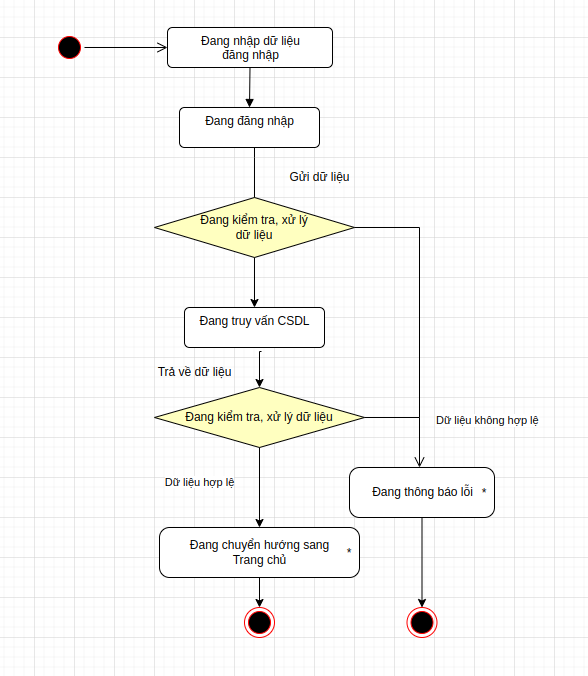 Đang nhập dữ liệu
đăng nhập
Đang đăng nhập
Gửi dữ liệu
Đang kiểm tra, xử lý
dữ liệu
Đang truy vấn CSDL
Trả về dữ liệu
Đang kiểm tra, xử lý dữ liệu
Dữ liệu không hợp lệ
Dữ liệu hợp lệ
Đang thông báo lỗi *
Đang chuyển hướng sang
Trang chủ *